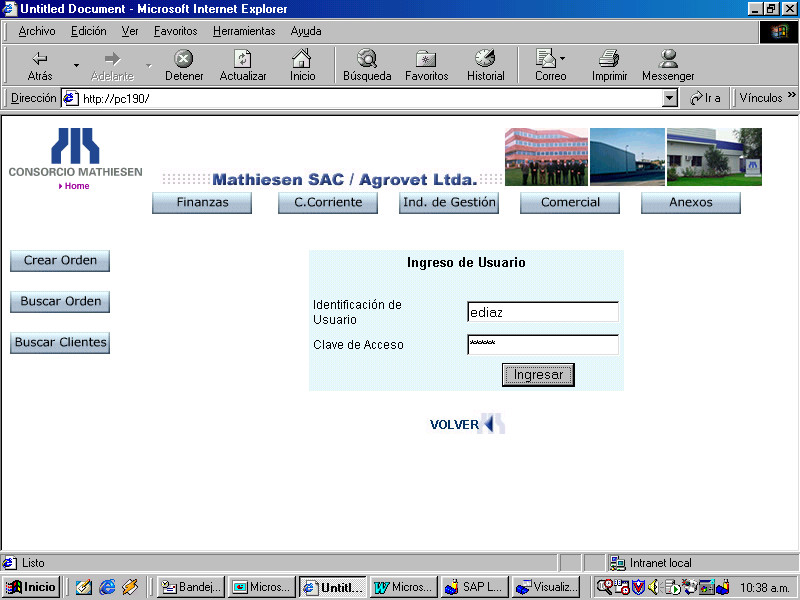 Untitled Document - Microsoft Internet Explorer
Archivo Edición Ver Favoritos Herramientas Ayuda
Atrás Adelante Detener Actualizar Inicio Búsqueda Favoritos Historial Correo Imprimir Messenger
Dirección http://pc190/ Ir a Vínculos »
CONSORCIO MATHIESEN
Home
Mathiesen SAC / Agrovet Ltda.
Finanzas C.Corriente Ind. de Gestión Comercial Anexos
Crear Orden
Buscar Orden
Buscar Clientes
Ingreso de Usuario
Identificación de
Usuario
ediaz
Clave de Acceso *****
Ingresar
VOLVER
Listo Intranet local
Inicio Bandej... Micros... Untitl... Micros... SAP L... Visualiz... 10:38 a.m.